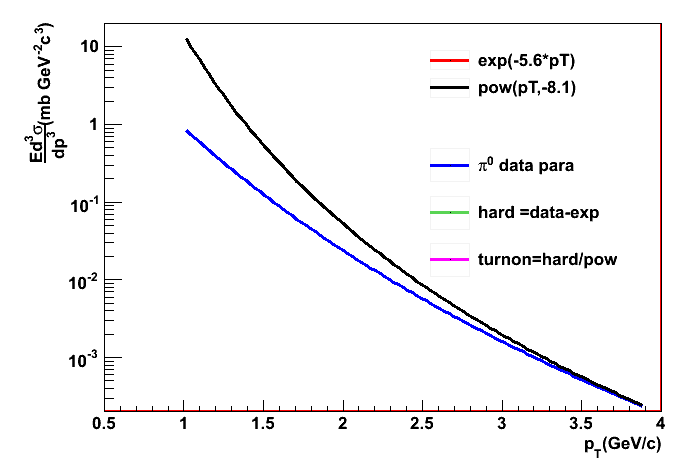 Ed³σ/dp³ (mb GeV⁻²c³)
10
1
10⁻¹
10⁻²
10⁻³
exp(-5.6*pT)
pow(pT,-8.1)
π⁰ data para
hard =data-exp
turnon=hard/pow
0.5 1 1.5 2 2.5 3 3.5 4
p_T(GeV/c)